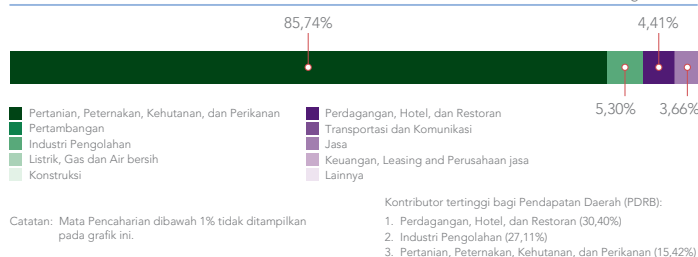 85,74%
4,41%
5,30%
3,66%
Pertanian, Peternakan, Kehutanan, dan Perikanan
Pertambangan
Industri Pengolahan
Listrik, Gas dan Air bersih
Konstruksi
Perdagangan, Hotel, dan Restoran
Transportasi dan Komunikasi
Jasa
Keuangan, Leasing and Perusahaan jasa
Lainnya
Catatan: Mata Pencaharian dibawah 1% tidak ditampilkan
pada grafik ini.
Kontributor tertinggi bagi Pendapatan Daerah (PDRB):
1. Perdagangan, Hotel, dan Restoran (30,40%)
2. Industri Pengolahan (27,11%)
3. Pertanian, Peternakan, Kehutanan, dan Perikanan (15,42%)